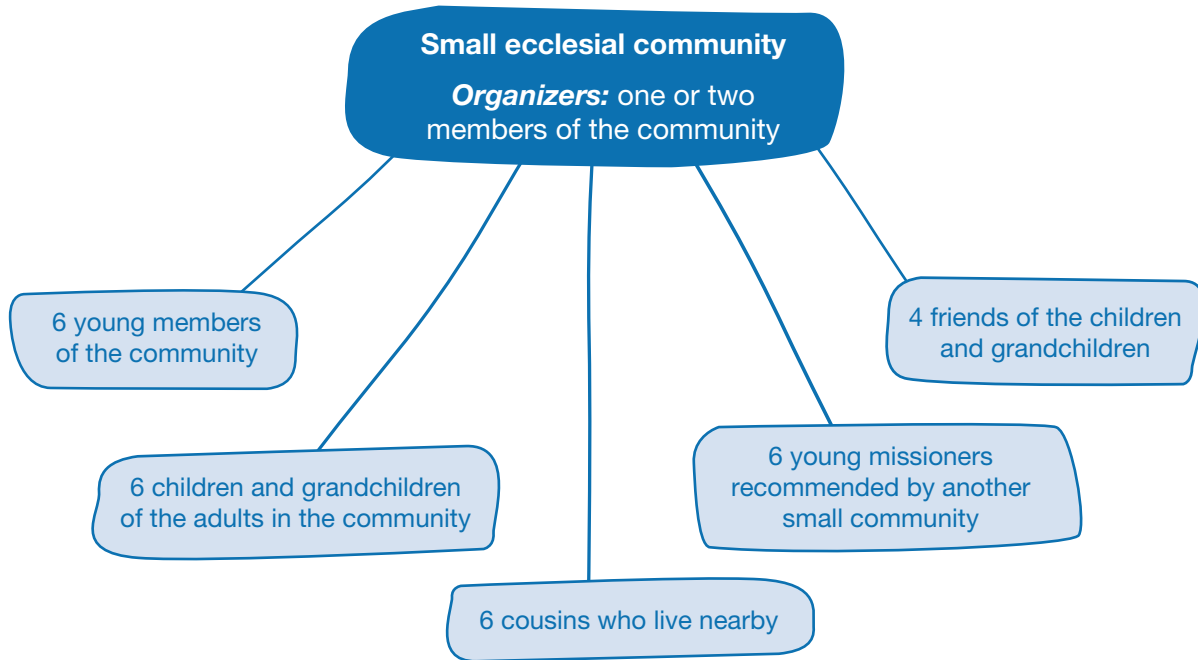 Small ecclesial community
Organizers: one or two
members of the community
6 young members
of the community
4 friends of the children
and grandchildren
6 children and grandchildren
of the adults in the community
6 young missioners
recommended by another
small community
6 cousins who live nearby